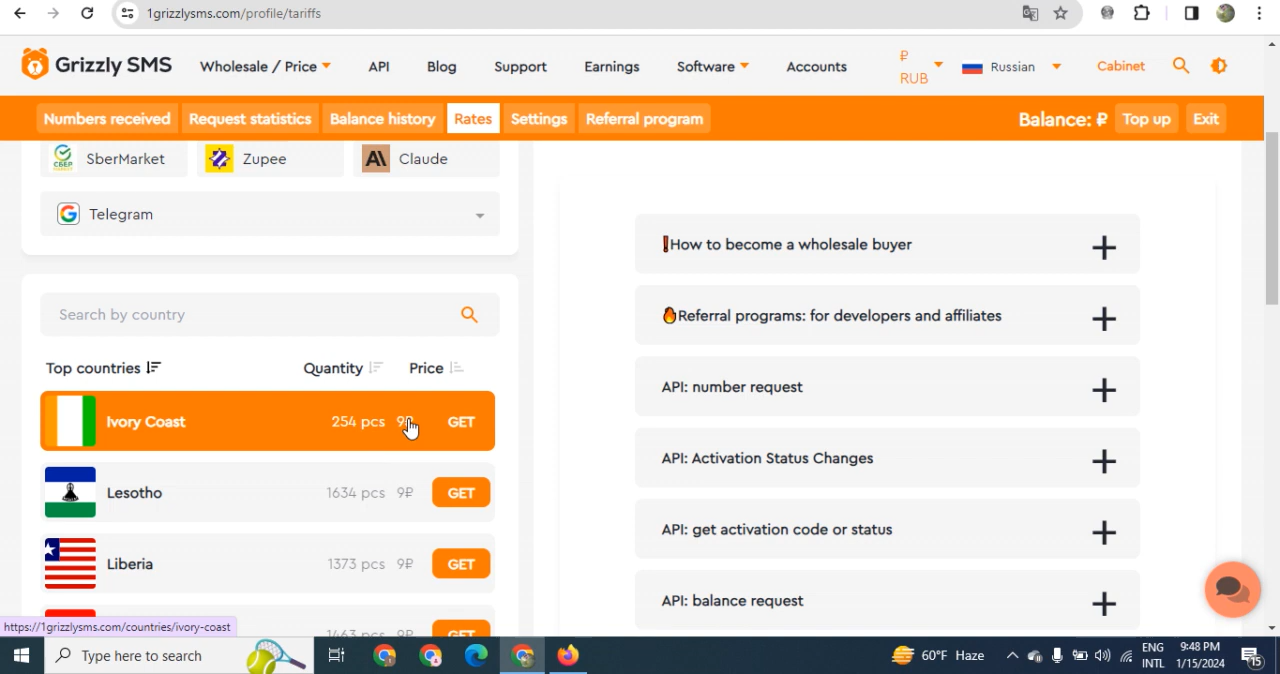 1grizzlysms.com/profile/tariffs
Grizzly SMS
Wholesale / Price
API
Blog
Support
Earnings
Software
Accounts
₽
RUB
Russian
Cabinet
Numbers received
Request statistics
Balance history
Rates
Settings
Referral program
Balance: ₽
Top up
Exit
СБЕР
SberMarket
Zupee
Claude
Telegram
Search by country
Top countries
Quantity
Price
Ivory Coast 254 pcs GET
Lesotho 1634 pcs 9₽ GET
Liberia 1373 pcs 9₽ GET
1463 pcs 9₽ GET
❗How to become a wholesale buyer
🔥Referral programs: for developers and affiliates
API: number request
API: Activation Status Changes
API: get activation code or status
API: balance request
https://1grizzlysms.com/countries/ivory-coast
Type here to search
60°F Haze
ENG
INTL
9:48 PM
1/15/2024
15